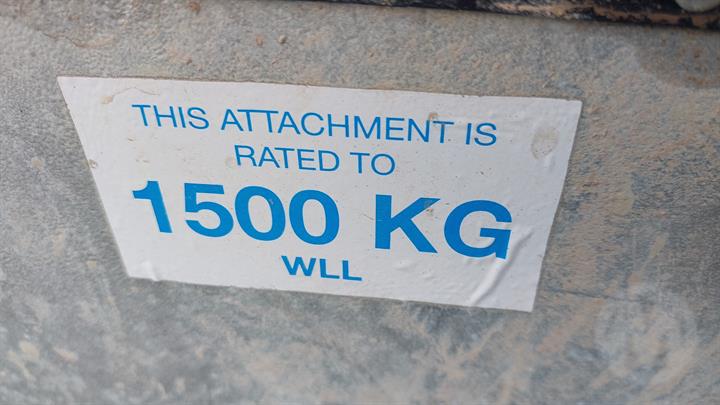 THIS ATTACHMENT IS
RATED TO
1500 KG
WLL